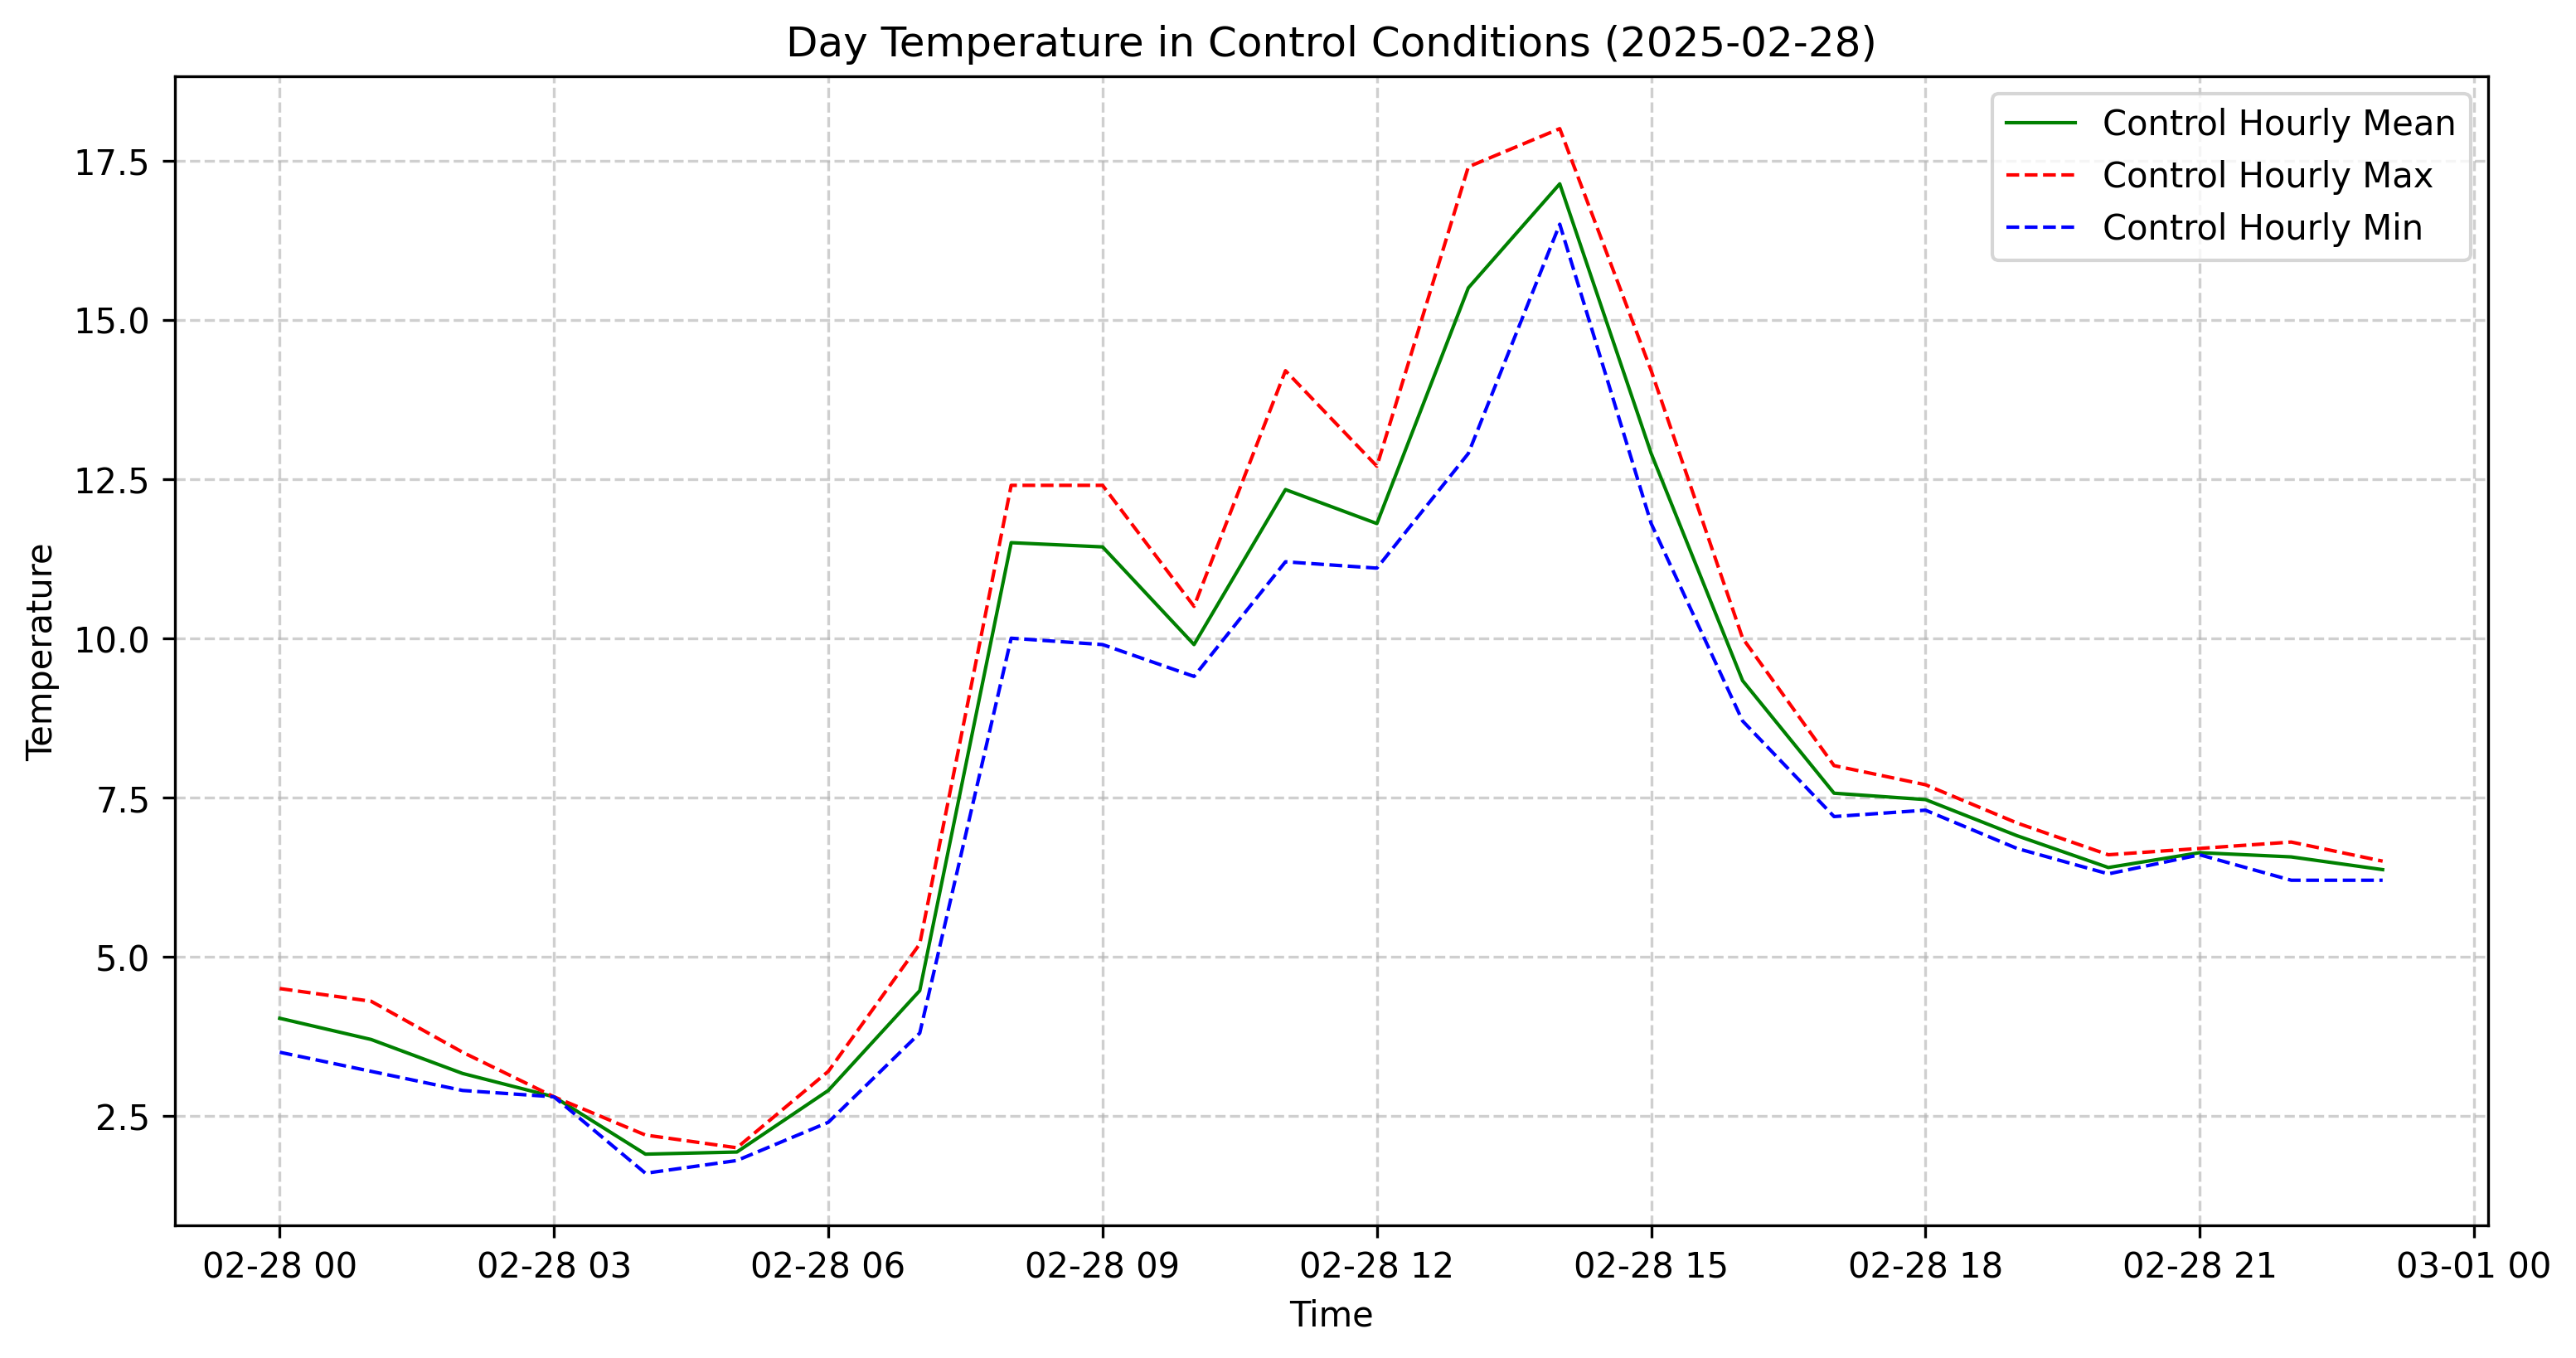 Day Temperature in Control Conditions (2025-02-28)
Control Hourly Mean
Control Hourly Max
Control Hourly Min
17.5
15.0
12.5
10.0
7.5
5.0
2.5
Temperature
02-28 00 02-28 03 02-28 06 02-28 09 02-28 12 02-28 15 02-28 18 02-28 21 03-01 00
Time